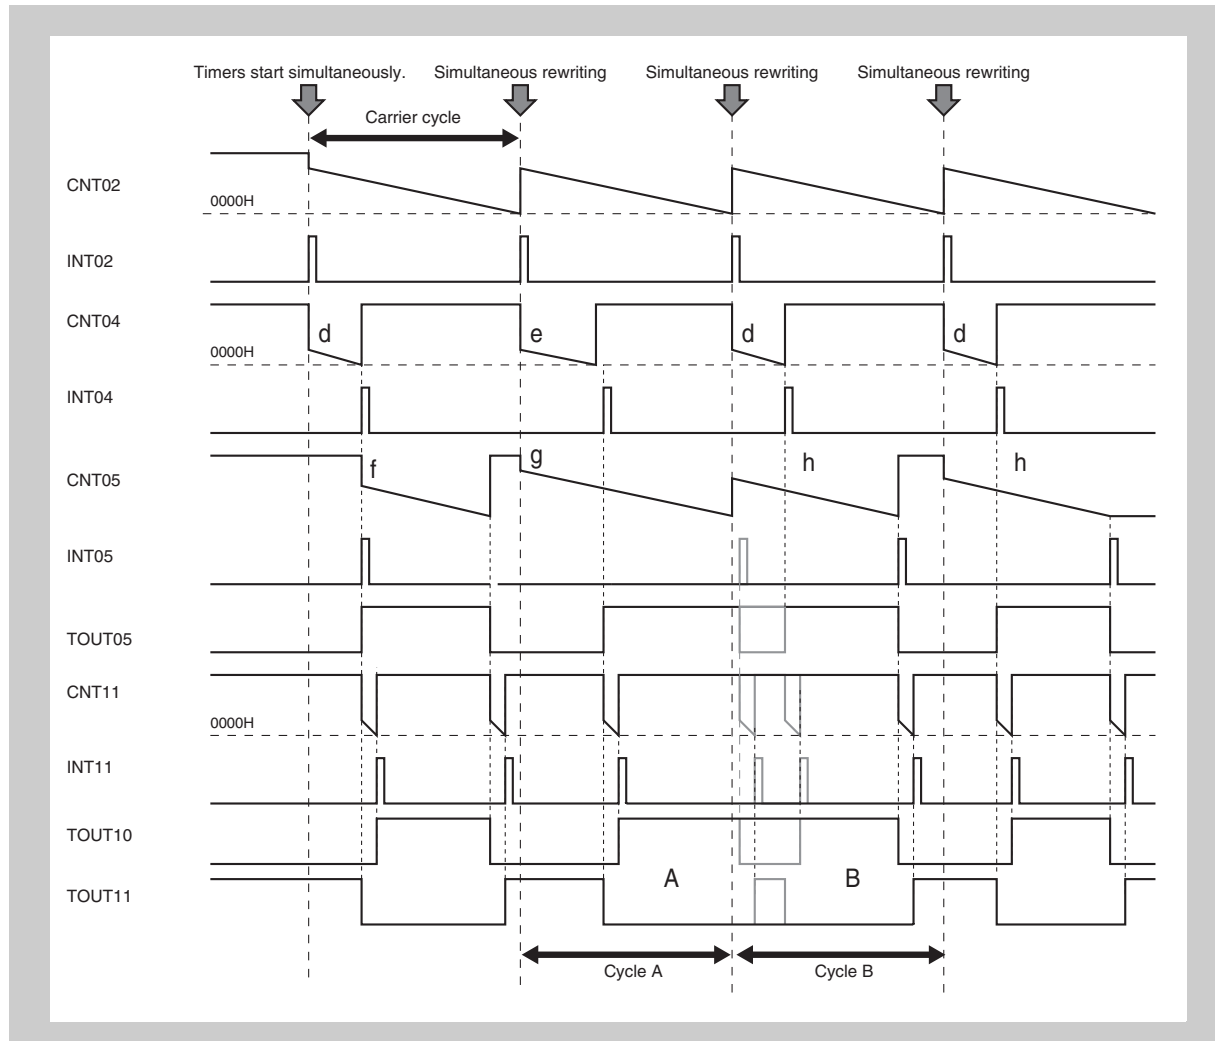 Timers start simultaneously. Simultaneous rewriting Simultaneous rewriting Simultaneous rewriting
Carrier cycle
CNT02
0000H
INT02
CNT04
d e d d
0000H
INT04
f g h h
CNT05
INT05
TOUT05
CNT11
0000H
INT11
TOUT10
A B
TOUT11
Cycle A Cycle B